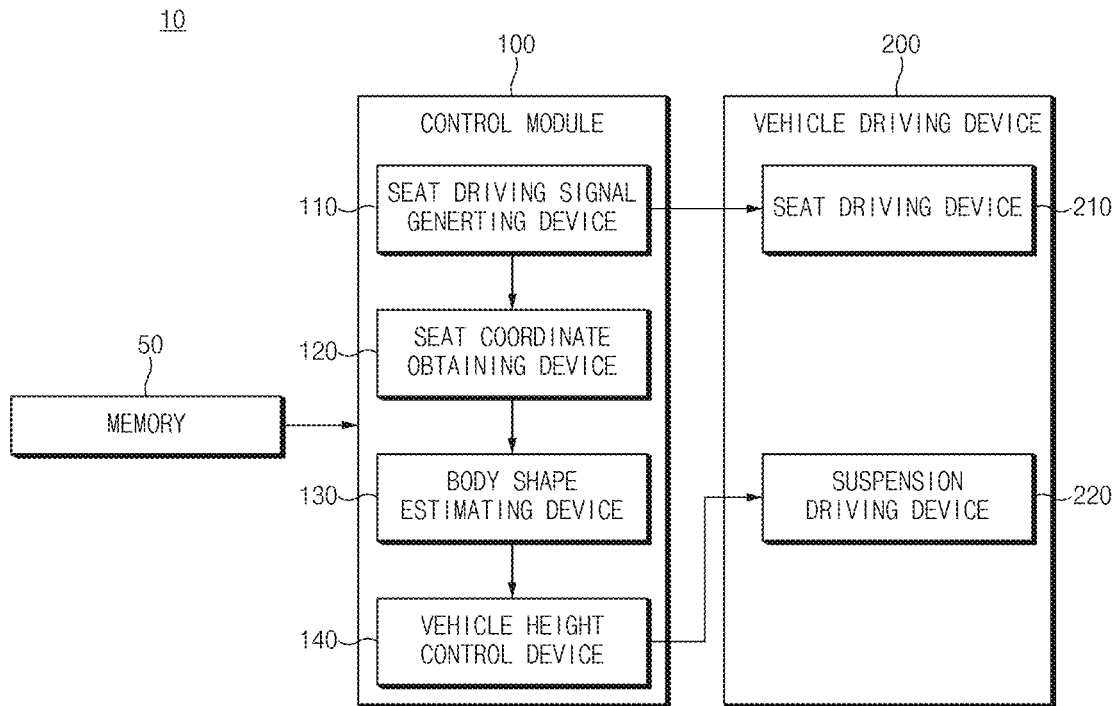 10
100
200
CONTROL MODULE
VEHICLE DRIVING DEVICE
110
SEAT DRIVING SIGNAL
GENERTING DEVICE
SEAT DRIVING DEVICE
210
120
SEAT COORDINATE
OBTAINING DEVICE
50
MEMORY
130
BODY SHAPE
ESTIMATING DEVICE
SUSPENSION
DRIVING DEVICE
220
140
VEHICLE HEIGHT
CONTROL DEVICE